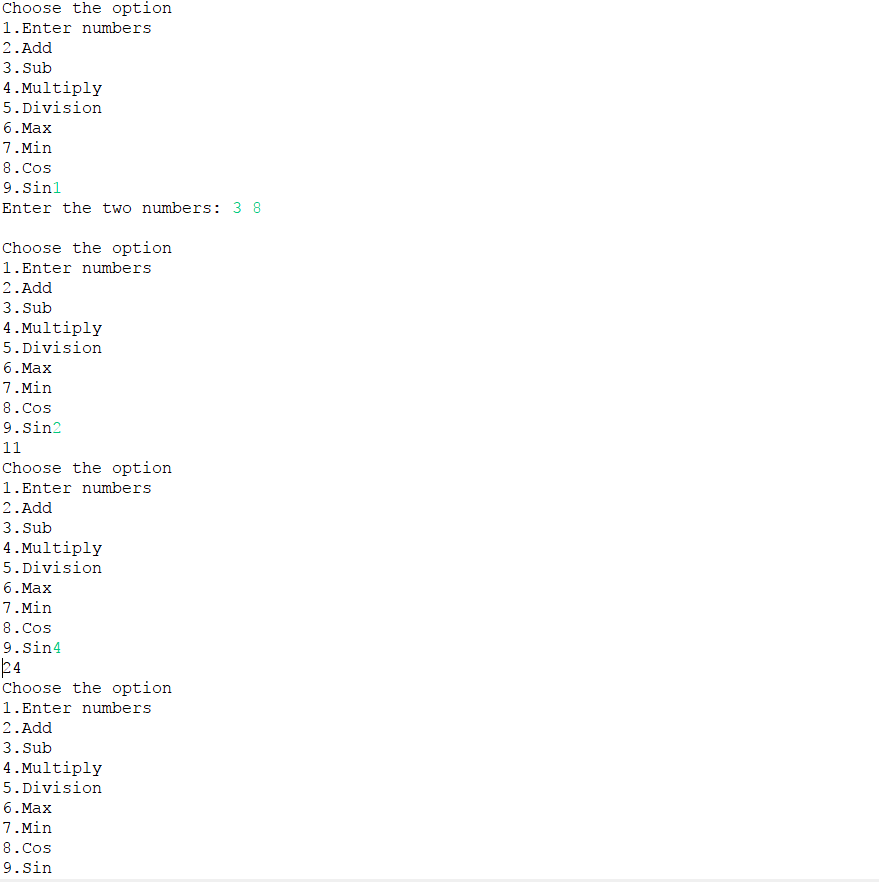 Choose the option
1.Enter numbers
2.Add
3.Sub
4.Multiply
5.Division
6.Max
7.Min
8.Cos
9.Sin1
Enter the two numbers: 3 8

Choose the option
1.Enter numbers
2.Add
3.Sub
4.Multiply
5.Division
6.Max
7.Min
8.Cos
9.Sin2
11
Choose the option
1.Enter numbers
2.Add
3.Sub
4.Multiply
5.Division
6.Max
7.Min
8.Cos
9.Sin4
24
Choose the option
1.Enter numbers
2.Add
3.Sub
4.Multiply
5.Division
6.Max
7.Min
8.Cos
9.Sin